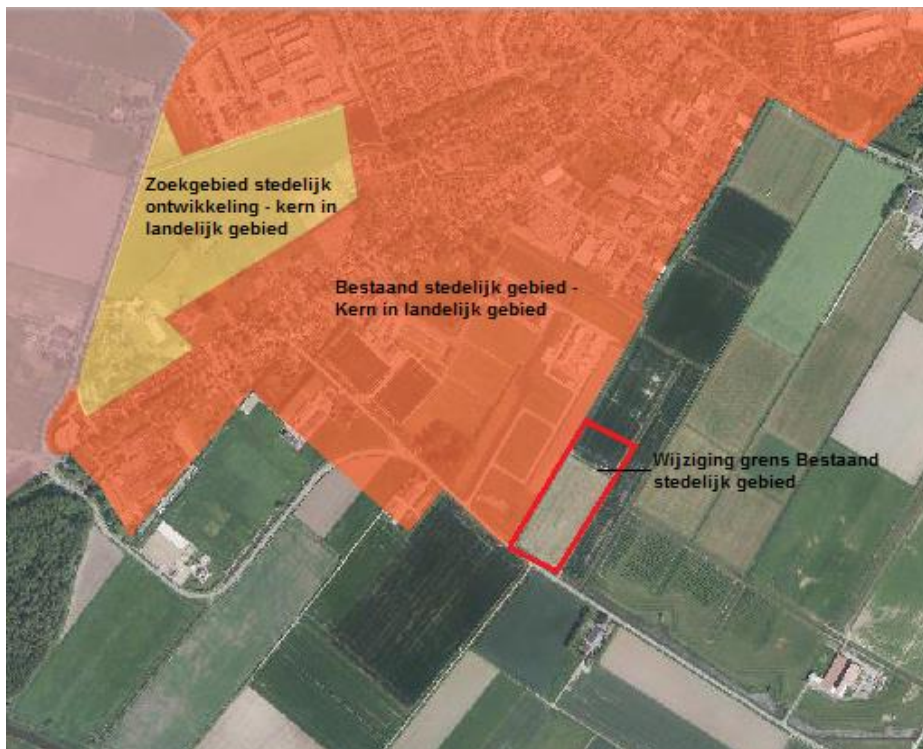 Zoekgebied stedelijk
ontwikkeling - kern in
landelijk gebied
Bestaand stedelijk gebied -
Kern in landelijk gebied
Wijziging grens Bestaand
stedelijk gebied